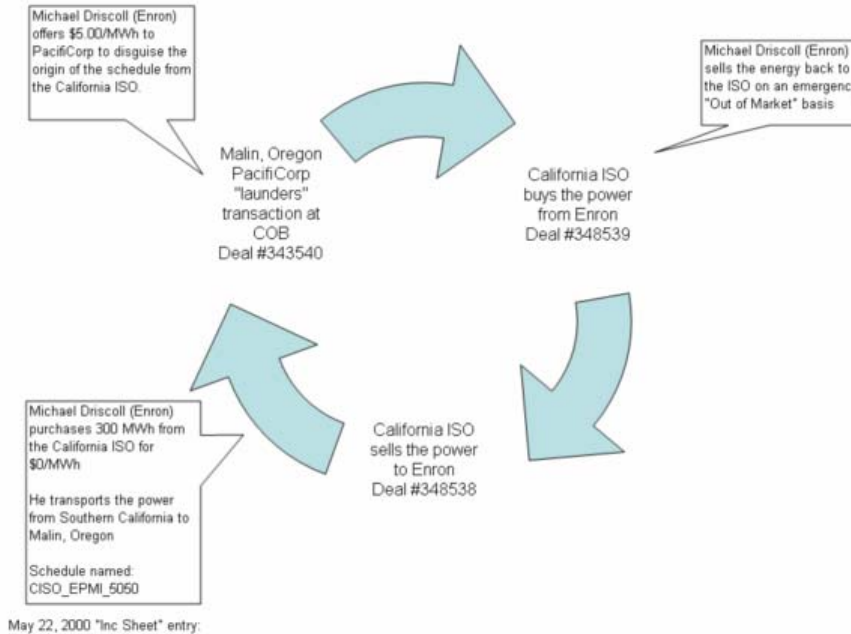 Michael Driscoll (Enron)
offers $5.00/MWh to
PacifiCorp to disguise the
origin of the schedule from
the California ISO.
Michael Driscoll (Enron)
sells the energy back to
the ISO on an emergenc
"Out of Market" basis
Malin, Oregon
PacifiCorp
"launders"
transaction at
COB
Deal #343540
California ISO
buys the power
from Enron
Deal #348539
Michael Driscoll (Enron)
purchases 300 MWh from
the California ISO for
$0/MWh
He transports the power
from Southern California to
Malin, Oregon
Schedule named:
CISO_EPMI_5050
California ISO
sells the power
to Enron
Deal #348538
May 22, 2000 "Inc Sheet" entry: